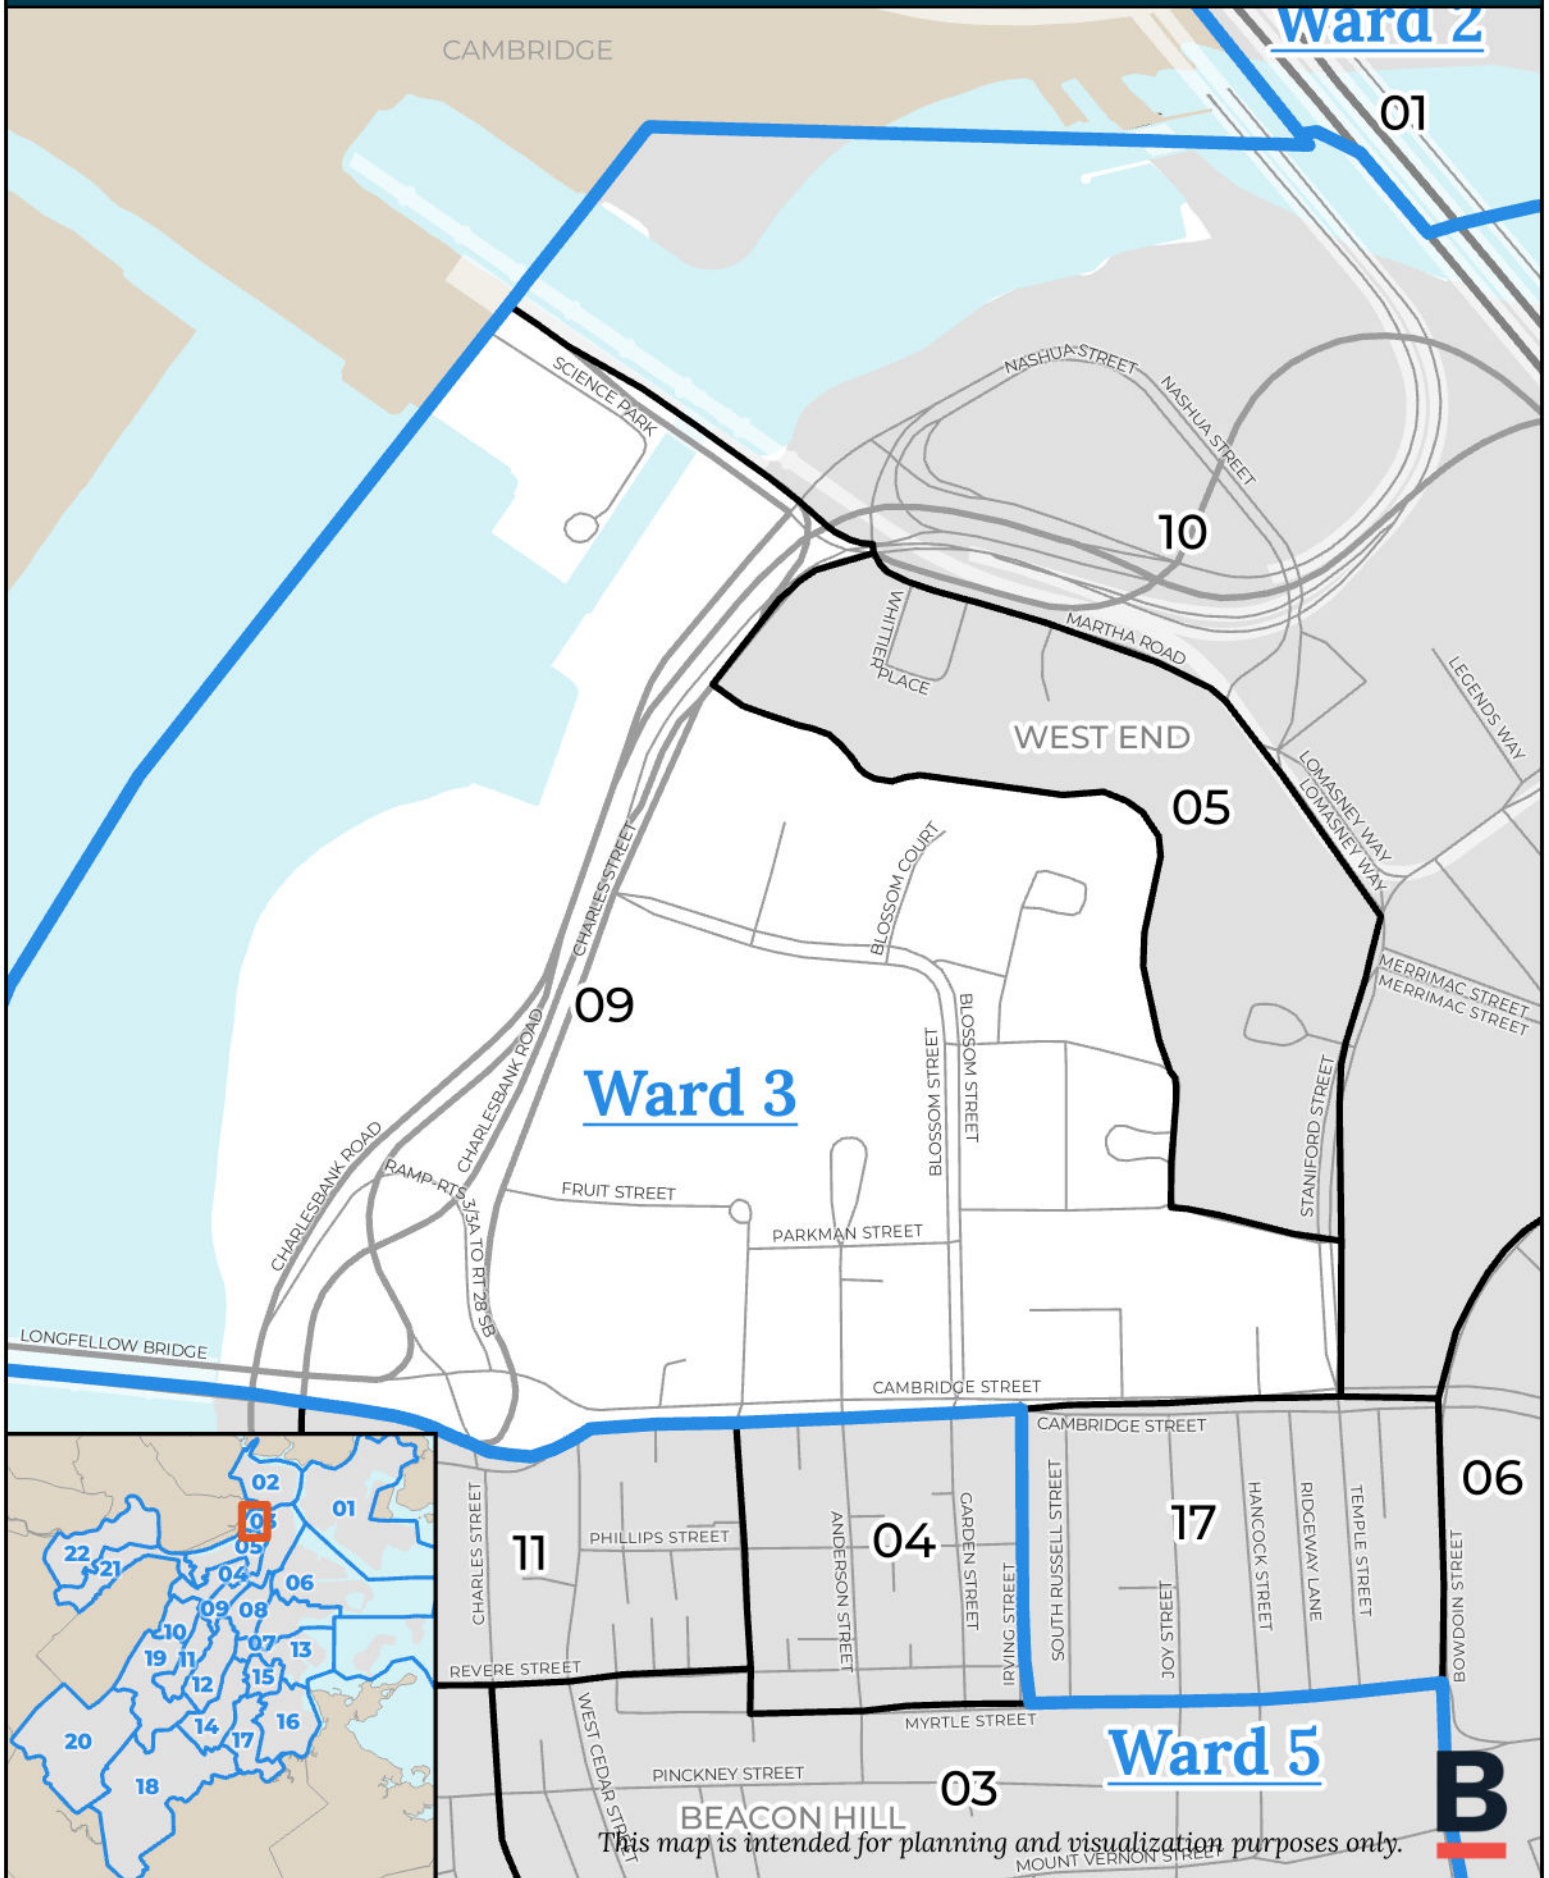 Ward 2
CAMBRIDGE
01
SCIENCE PARK
NASHUA STREET
NASHUA STREET
10
WHITTIER
PLACE
MARTHA ROAD
LEGENDS WAY
WEST END
05
LOMASNEY WAY
LOMASNEY WAY
CHARLES STREET
BLOSSOM COURT
MERRIMAC STREET
MERRIMAC STREET
09
Ward 3
BLOSSOM STREET
BLOSSOM STREET
CHARLESBANK ROAD
CHARLESBANK ROAD
RAMP-RTS 3/3A TO RT 28 SB
STANIFORD STREET
FRUIT STREET
PARKMAN STREET
LONGFELLOW BRIDGE
CAMBRIDGE STREET
CAMBRIDGE STREET
06
17
04
11
CHARLES STREET
PHILLIPS STREET
ANDERSON STREET
GARDEN STREET
IRVING STREET
SOUTH RUSSELL STREET
JOY STREET
HANCOCK STREET
RIDGEWAY LANE
TEMPLE STREET
BOWDOIN STREET
REVERE STREET
MYRTLE STREET
WEST CEDAR STREET
Ward 5
PINCKNEY STREET
03
BEACON HILL
This map is intended for planning and visualization purposes only.
MOUNT VERNON STREET
B
02
01
03
05
22
21
04
06
09
08
10
07
13
19
11
12
15
14
16
17
20
18